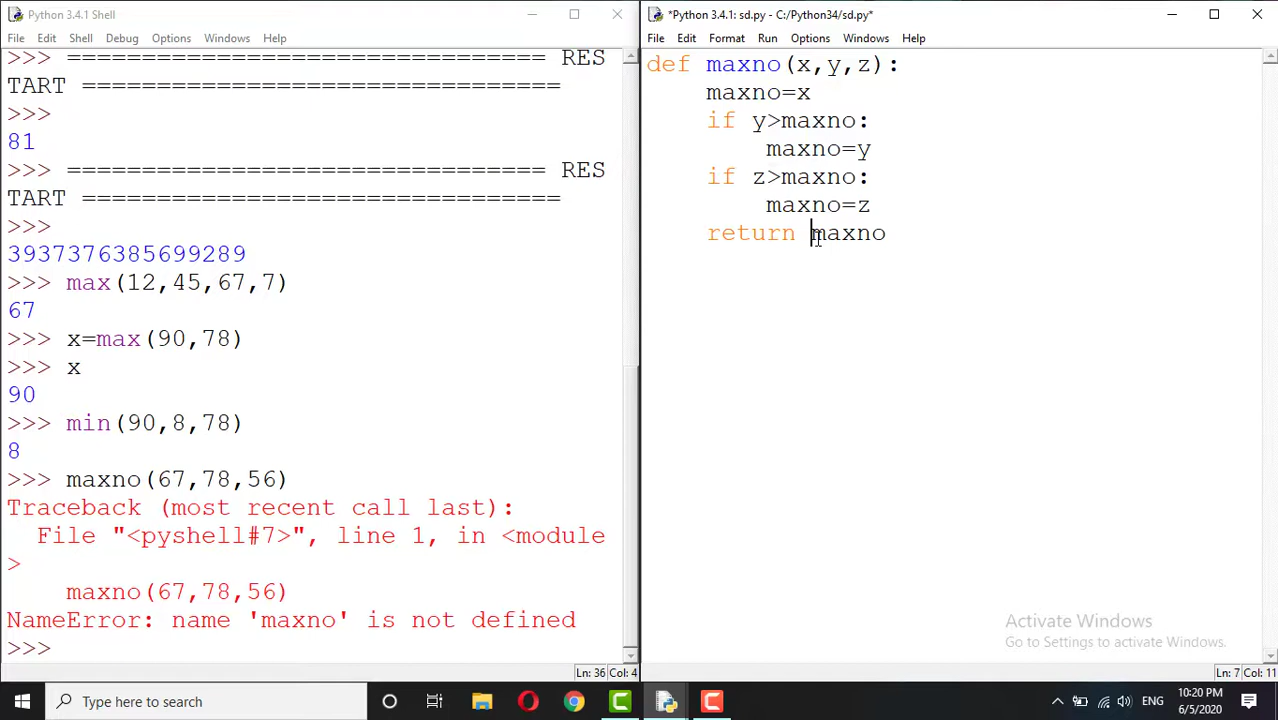 Python 3.4.1 Shell
File Edit Shell Debug Options Windows Help
>>> ================================ RES
TART ================================
>>>
81
>>> ================================ RES
TART ================================
>>>
3937376385699289
>>> max(12,45,67,7)
67
>>> x=max(90,78)
>>> x
90
>>> min(90,8,78)
8
>>> maxno(67,78,56)
Traceback (most recent call last):
  File "<pyshell#7>", line 1, in <module
>
    maxno(67,78,56)
NameError: name 'maxno' is not defined
>>>
Ln: 36 Col: 4
*Python 3.4.1: sd.py - C:/Python34/sd.py*
File Edit Format Run Options Windows Help
def maxno(x,y,z):
    maxno=x
    if y>maxno:
        maxno=y
    if z>maxno:
        maxno=z
    return maxno
Activate Windows
Go to Settings to activate Windows.
Ln: 7 Col: 11
Type here to search
ENG
10:20 PM
6/5/2020